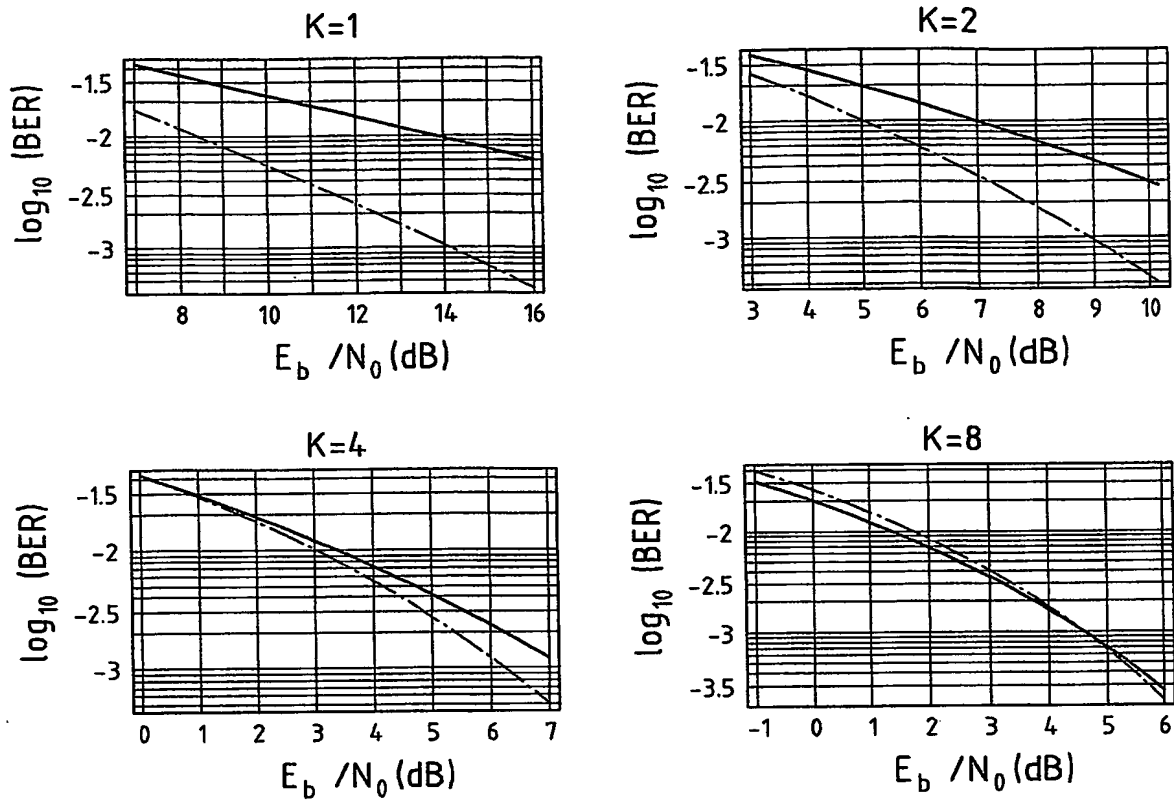 K=1
log10 (BER)
-1.5
-2
-2.5
-3
8 10 12 14 16
Eb /N0 (dB)
K=2
log10 (BER)
-1.5
-2
-2.5
-3
3 4 5 6 7 8 9 10
Eb /N0 (dB)
K=4
log10 (BER)
-1.5
-2
-2.5
-3
0 1 2 3 4 5 6 7
Eb /N0 (dB)
K=8
log10 (BER)
-1.5
-2
-2.5
-3
-3.5
-1 0 1 2 3 4 5 6
Eb /N0 (dB)